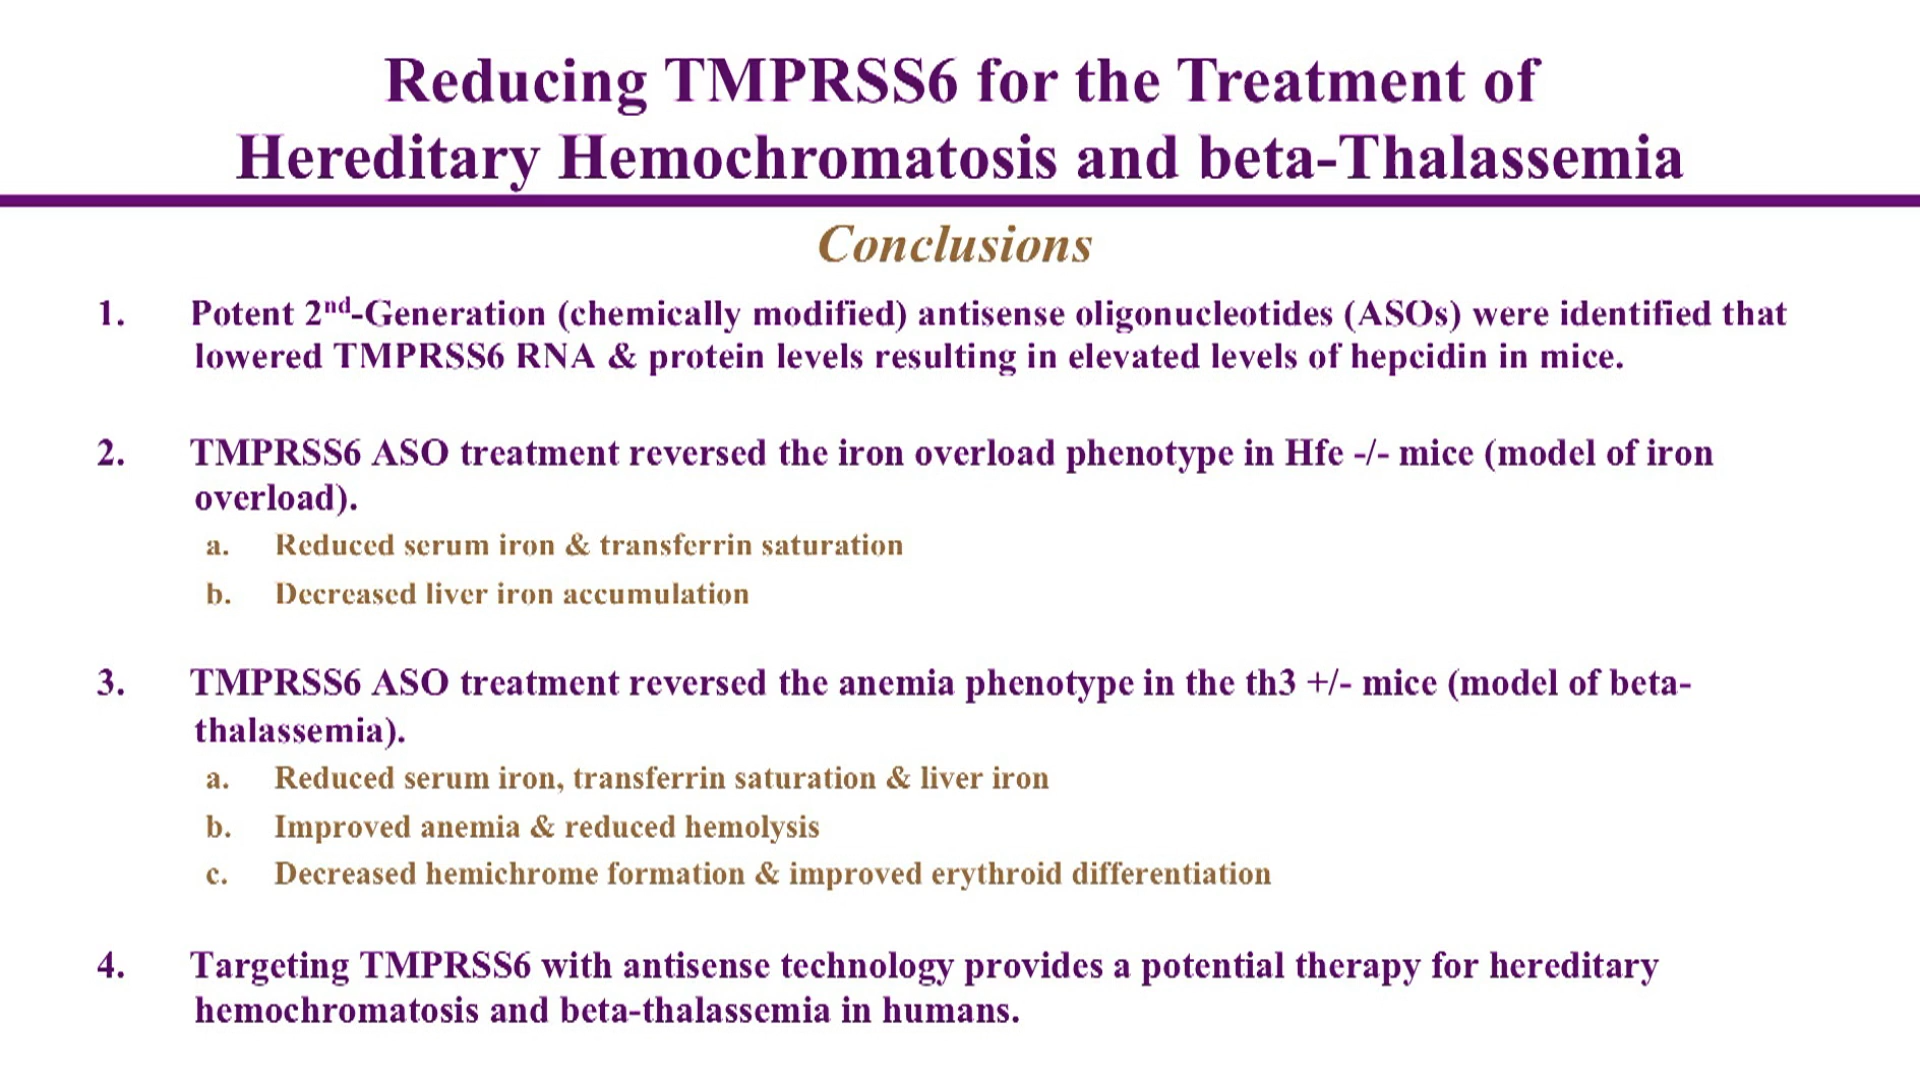 Reducing TMPRSS6 for the Treatment of
Hereditary Hemochromatosis and beta-Thalassemia
Conclusions
1. Potent 2nd-Generation (chemically modified) antisense oligonucleotides (ASOs) were identified that
lowered TMPRSS6 RNA & protein levels resulting in elevated levels of hepcidin in mice.
2. TMPRSS6 ASO treatment reversed the iron overload phenotype in Hfe -/- mice (model of iron
overload).
a. Reduced serum iron & transferrin saturation
b. Decreased liver iron accumulation
3. TMPRSS6 ASO treatment reversed the anemia phenotype in the th3 +/- mice (model of beta-
thalassemia).
a. Reduced serum iron, transferrin saturation & liver iron
b. Improved anemia & reduced hemolysis
c. Decreased hemichrome formation & improved erythroid differentiation
4. Targeting TMPRSS6 with antisense technology provides a potential therapy for hereditary
hemochromatosis and beta-thalassemia in humans.